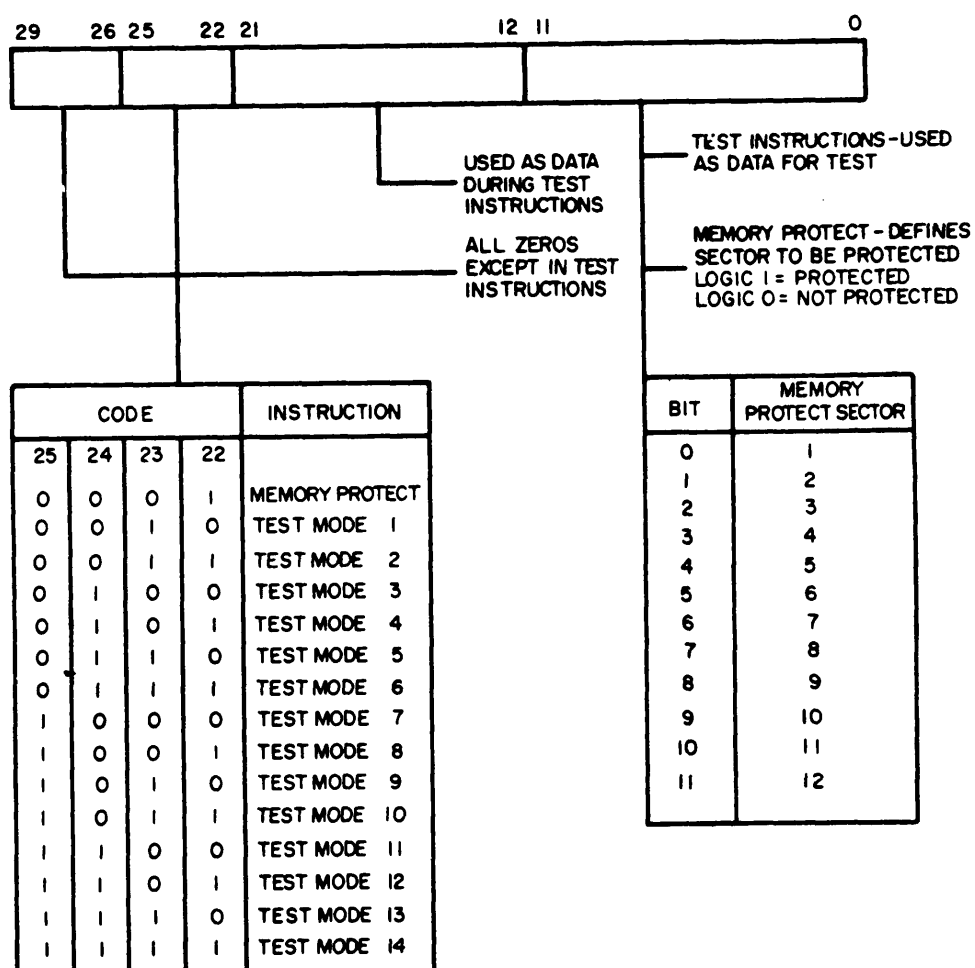 29 26 25 22 21 12 11 0
USED AS DATA
DURING TEST
INSTRUCTIONS
ALL ZEROS
EXCEPT IN TEST
INSTRUCTIONS
TEST INSTRUCTIONS-USED
AS DATA FOR TEST
MEMORY PROTECT-DEFINES
SECTOR TO BE PROTECTED
LOGIC 1= PROTECTED
LOGIC 0= NOT PROTECTED
CODE INSTRUCTION
25 24 23 22
0 0 0 1 MEMORY PROTECT
0 0 1 0 TEST MODE 1
0 0 1 1 TEST MODE 2
0 1 0 0 TEST MODE 3
0 1 0 1 TEST MODE 4
0 1 1 0 TEST MODE 5
0 1 1 1 TEST MODE 6
1 0 0 0 TEST MODE 7
1 0 0 1 TEST MODE 8
1 0 1 0 TEST MODE 9
1 0 1 1 TEST MODE 10
1 1 0 0 TEST MODE 11
1 1 0 1 TEST MODE 12
1 1 1 0 TEST MODE 13
1 1 1 1 TEST MODE 14
BIT MEMORY
PROTECT SECTOR
0 1
1 2
2 3
3 4
4 5
5 6
6 7
7 8
8 9
9 10
10 11
11 12